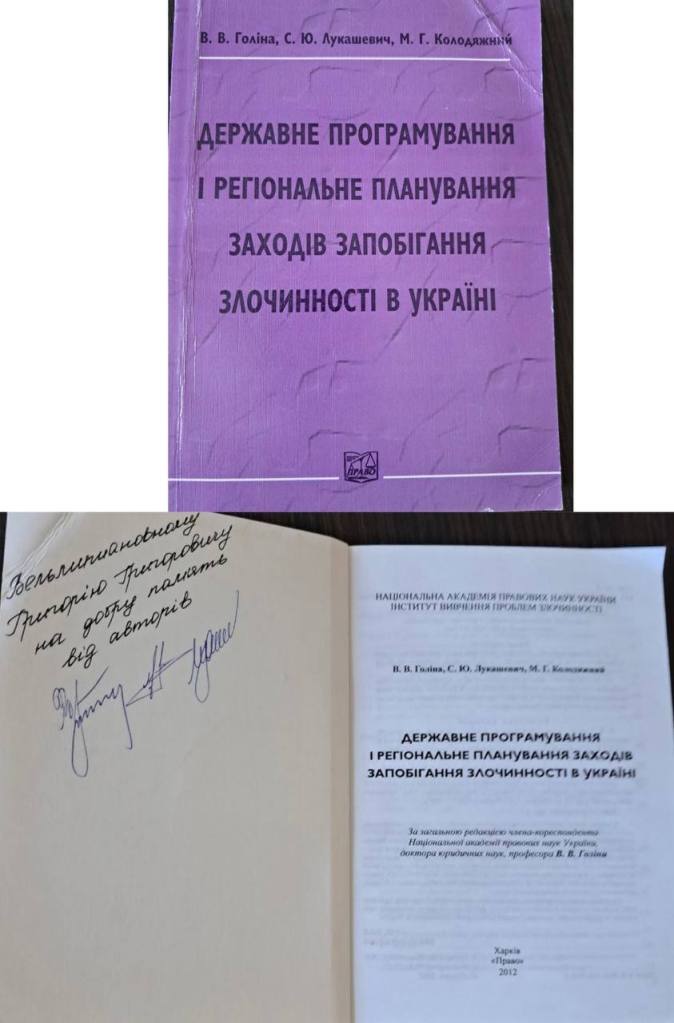 В. В. Голіна, С. Ю. Лукашевич, М. Г. Колодяжний
ДЕРЖАВНЕ ПРОГРАМУВАННЯ
І РЕГІОНАЛЬНЕ ПЛАНУВАННЯ
ЗАХОДІВ ЗАПОБІГАННЯ
ЗЛОЧИННОСТІ В УКРАЇНІ
ПРАВО
Вельмишановному
Григорію Григоровичу
на добру пам'ять
від авторів
НАЦІОНАЛЬНА АКАДЕМІЯ ПРАВОВИХ НАУК УКРАЇНИ
ІНСТИТУТ ВИВЧЕННЯ ПРОБЛЕМ ЗЛОЧИННОСТІ
В. В. Голіна, С. Ю. Лукашевич, М. Г. Колодяжний
ДЕРЖАВНЕ ПРОГРАМУВАННЯ
І РЕГІОНАЛЬНЕ ПЛАНУВАННЯ ЗАХОДІВ
ЗАПОБІГАННЯ ЗЛОЧИННОСТІ В УКРАЇНІ
За загальною редакцією члена-кореспондента
Національної академії правових наук України,
доктора юридичних наук, професора В. В. Голіни
Харків
«Право»
2012